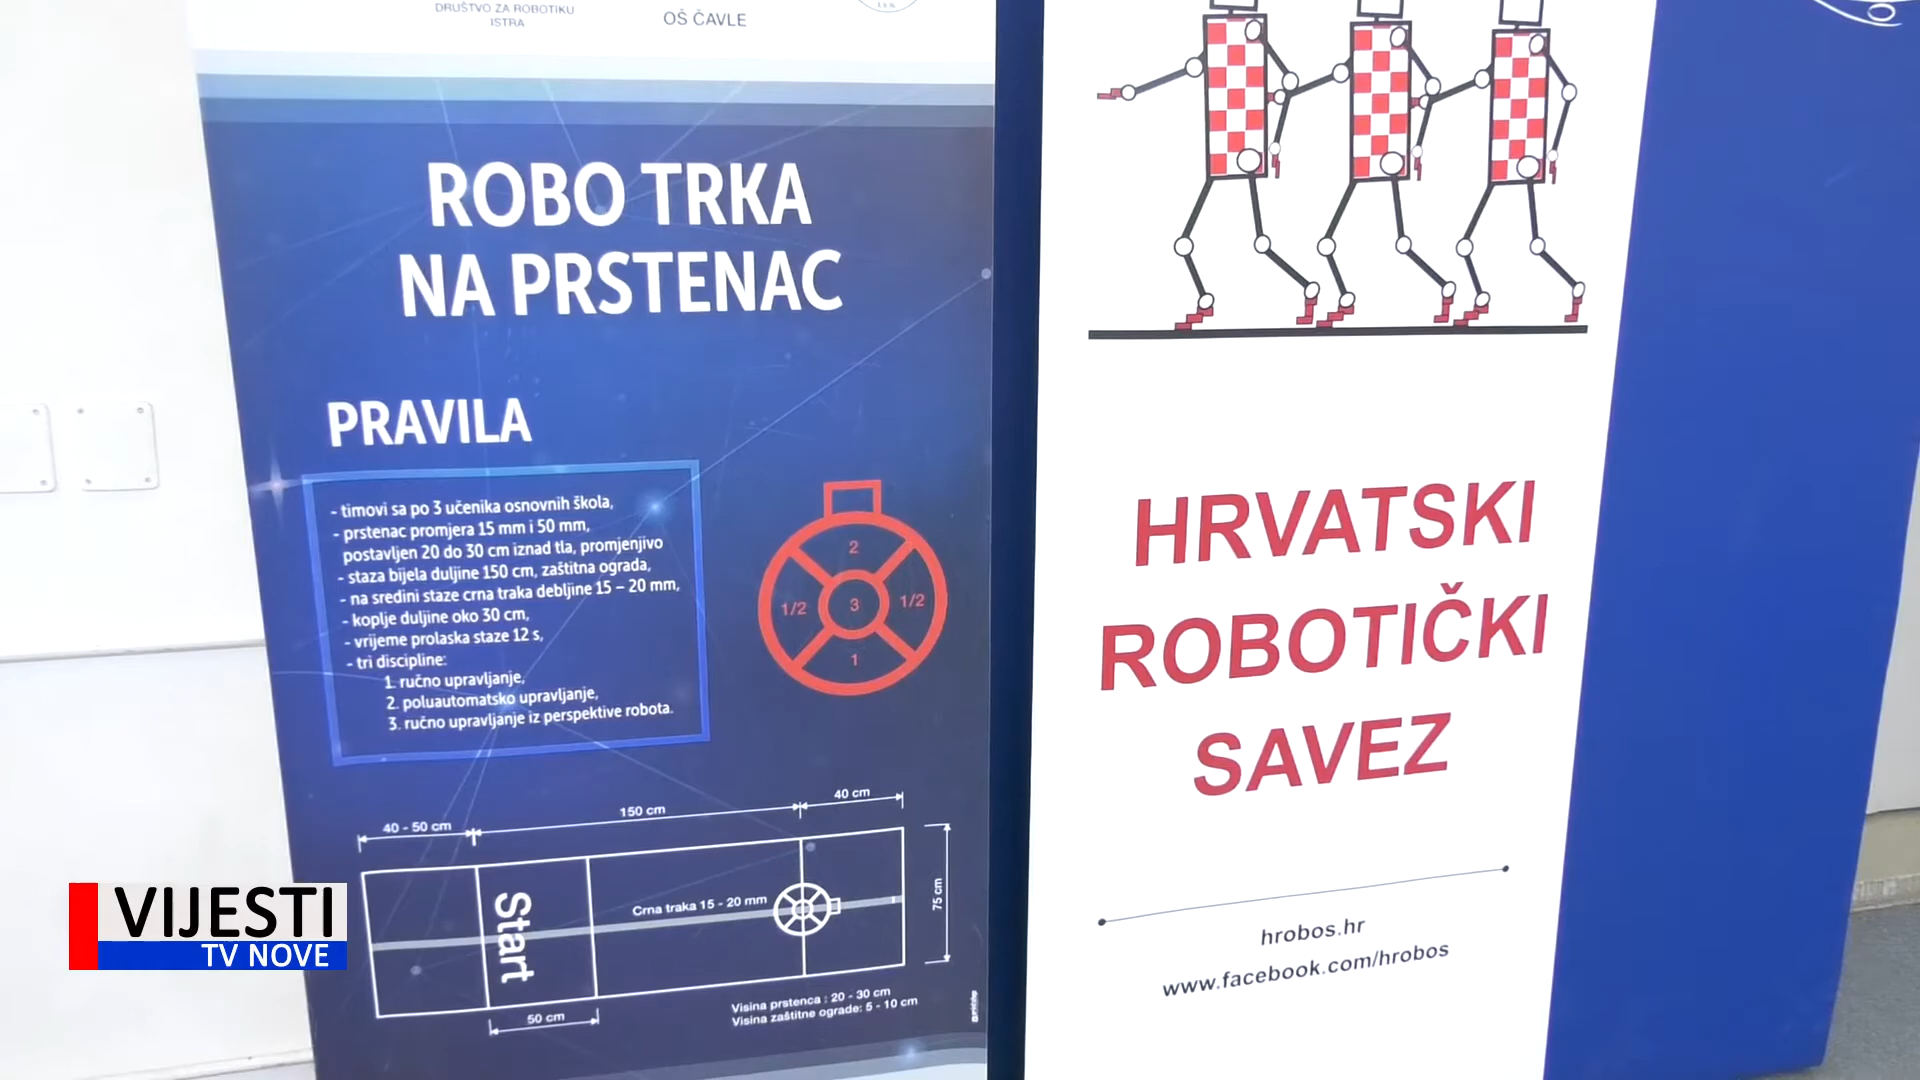 DRUŠTVO ZA ROBOTIKU
ISTRA
OŠ ČAVLE
ROBO TRKA
NA PRSTENAC
PRAVILA
- timovi sa po 3 učenika osnovnih škola,
- prstenac promjera 15 mm i 50 mm,
postavljen 20 do 30 cm iznad tla, promjenjivo
- staza bijela duljine 150 cm, zaštitna ograda,
- na sredini staze crna traka debljine 15 – 20 mm,
- koplje duljine oko 30 cm,
- vrijeme prolaska staze 12 s,
- tri discipline:
1. ručno upravljanje,
2. poluautomatsko upravljanje,
3. ručno upravljanje iz perspektive robota.
2
1/2 3 1/2
1
40 - 50 cm
150 cm
40 cm
Start
Crna traka 15 - 20 mm
75 cm
50 cm
Visina prstenca : 20 - 30 cm
Visina zaštitne ograde: 5 - 10 cm
HRVATSKI
ROBOTIČKI
SAVEZ
hrobos.hr
www.facebook.com/hrobos
VIJESTI
TV NOVE